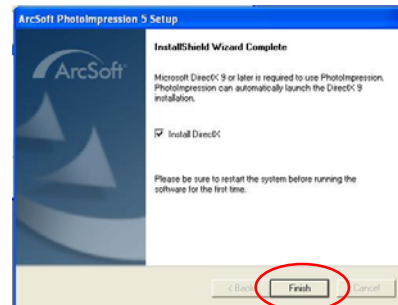 ArcSoft PhotoImpression 5 Setup
ArcSoft
InstallShield Wizard Complete
Microsoft DirectX 9 or later is required to use PhotoImpression.
PhotoImpression can automatically launch the DirectX 9
installation.
Install DirectX
Please be sure to restart the system before running the
software for the first time.
< Back Finish Cancel